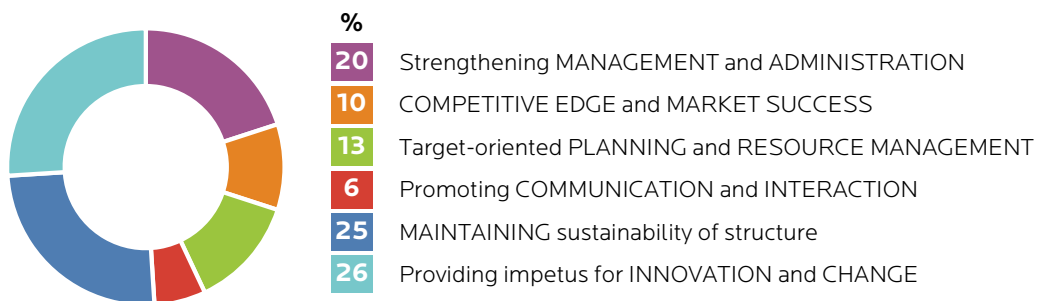 %
20 Strengthening MANAGEMENT and ADMINISTRATION
10 COMPETITIVE EDGE and MARKET SUCCESS
13 Target-oriented PLANNING and RESOURCE MANAGEMENT
6 Promoting COMMUNICATION and INTERACTION
25 MAINTAINING sustainability of structure
26 Providing impetus for INNOVATION and CHANGE